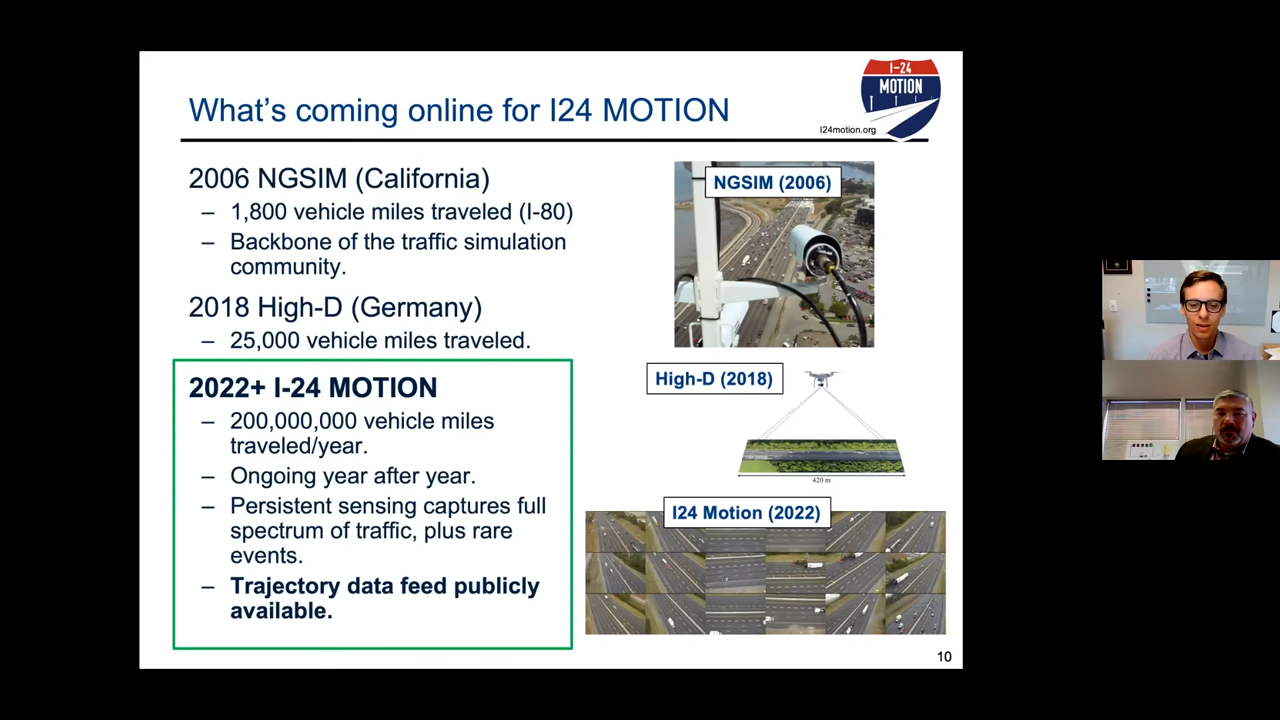 I-24
MOTION
What's coming online for I24 MOTION
I24motion.org
2006 NGSIM (California)
– 1,800 vehicle miles traveled (I-80)
– Backbone of the traffic simulation
community.
2018 High-D (Germany)
– 25,000 vehicle miles traveled.
2022+ I-24 MOTION
– 200,000,000 vehicle miles
traveled/year.
– Ongoing year after year.
– Persistent sensing captures full
spectrum of traffic, plus rare
events.
– Trajectory data feed publicly
available.
NGSIM (2006)
High-D (2018)
420 m
I24 Motion (2022)
10